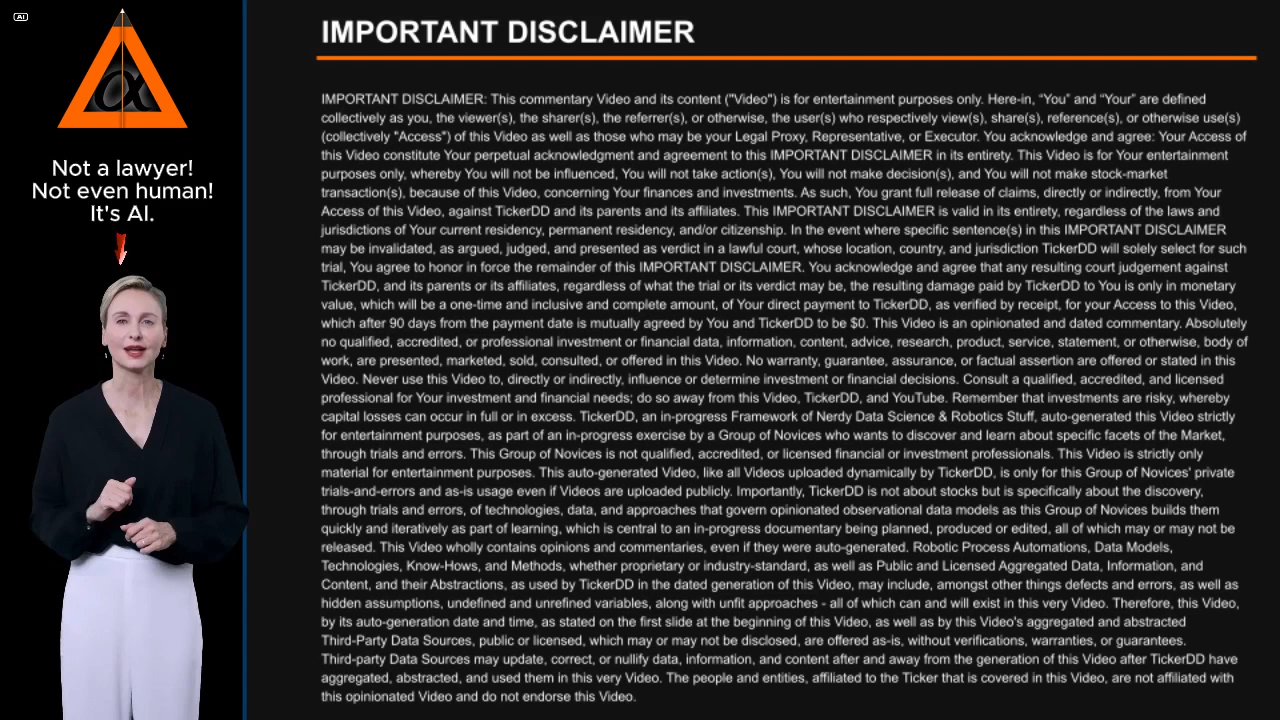 AI
Not a lawyer!
Not even human!
It's AI.
IMPORTANT DISCLAIMER
IMPORTANT DISCLAIMER: This commentary Video and its content ("Video") is for entertainment purposes only. Here-in, “You” and “Your” are defined
collectively as you, the viewer(s), the sharer(s), the referrer(s), or otherwise, the user(s) who respectively view(s), share(s), reference(s), or otherwise use(s)
(collectively "Access") of this Video as well as those who may be your Legal Proxy, Representative, or Executor. You acknowledge and agree: Your Access of
this Video constitute Your perpetual acknowledgment and agreement to this IMPORTANT DISCLAIMER in its entirety. This Video is for Your entertainment
purposes only, whereby You will not be influenced, You will not take action(s), You will not make decision(s), and You will not make stock-market
transaction(s), because of this Video, concerning Your finances and investments. As such, You grant full release of claims, directly or indirectly, from Your
Access of this Video, against TickerDD and its parents and its affiliates. This IMPORTANT DISCLAIMER is valid in its entirety, regardless of the laws and
jurisdictions of Your current residency, permanent residency, and/or citizenship. In the event where specific sentence(s) in this IMPORTANT DISCLAIMER
may be invalidated, as argued, judged, and presented as verdict in a lawful court, whose location, country, and jurisdiction TickerDD will solely select for such
trial, You agree to honor in force the remainder of this IMPORTANT DISCLAIMER. You acknowledge and agree that any resulting court judgement against
TickerDD, and its parents or its affiliates, regardless of what the trial or its verdict may be, the resulting damage paid by TickerDD to You is only in monetary
value, which will be a one-time and inclusive and complete amount, of Your direct payment to TickerDD, as verified by receipt, for your Access to this Video,
which after 90 days from the payment date is mutually agreed by You and TickerDD to be $0. This Video is an opinionated and dated commentary. Absolutely
no qualified, accredited, or professional investment or financial data, information, content, advice, research, product, service, statement, or otherwise, body of
work, are presented, marketed, sold, consulted, or offered in this Video. No warranty, guarantee, assurance, or factual assertion are offered or stated in this
Video. Never use this Video to, directly or indirectly, influence or determine investment or financial decisions. Consult a qualified, accredited, and licensed
professional for Your investment and financial needs; do so away from this Video, TickerDD, and YouTube. Remember that investments are risky, whereby
capital losses can occur in full or in excess. TickerDD, an in-progress Framework of Nerdy Data Science & Robotics Stuff, auto-generated this Video strictly
for entertainment purposes, as part of an in-progress exercise by a Group of Novices who wants to discover and learn about specific facets of the Market,
through trials and errors. This Group of Novices is not qualified, accredited, or licensed financial or investment professionals. This Video is strictly only
material for entertainment purposes. This auto-generated Video, like all Videos uploaded dynamically by TickerDD, is only for this Group of Novices' private
trials-and-errors and as-is usage even if Videos are uploaded publicly. Importantly, TickerDD is not about stocks but is specifically about the discovery,
through trials and errors, of technologies, data, and approaches that govern opinionated observational data models as this Group of Novices builds them
quickly and iteratively as part of learning, which is central to an in-progress documentary being planned, produced or edited, all of which may or may not be
released. This Video wholly contains opinions and commentaries, even if they were auto-generated. Robotic Process Automations, Data Models,
Technologies, Know-Hows, and Methods, whether proprietary or industry-standard, as well as Public and Licensed Aggregated Data, Information, and
Content, and their Abstractions, as used by TickerDD in the dated generation of this Video, may include, amongst other things defects and errors, as well as
hidden assumptions, undefined and unrefined variables, along with unfit approaches - all of which can and will exist in this very Video. Therefore, this Video,
by its auto-generation date and time, as stated on the first slide at the beginning of this Video, as well as by this Video's aggregated and abstracted
Third-Party Data Sources, public or licensed, which may or may not be disclosed, are offered as-is, without verifications, warranties, or guarantees.
Third-party Data Sources may update, correct, or nullify data, information, and content after and away from the generation of this Video after TickerDD have
aggregated, abstracted, and used them in this very Video. The people and entities, affiliated to the Ticker that is covered in this Video, are not affiliated with
this opinionated Video and do not endorse this Video.